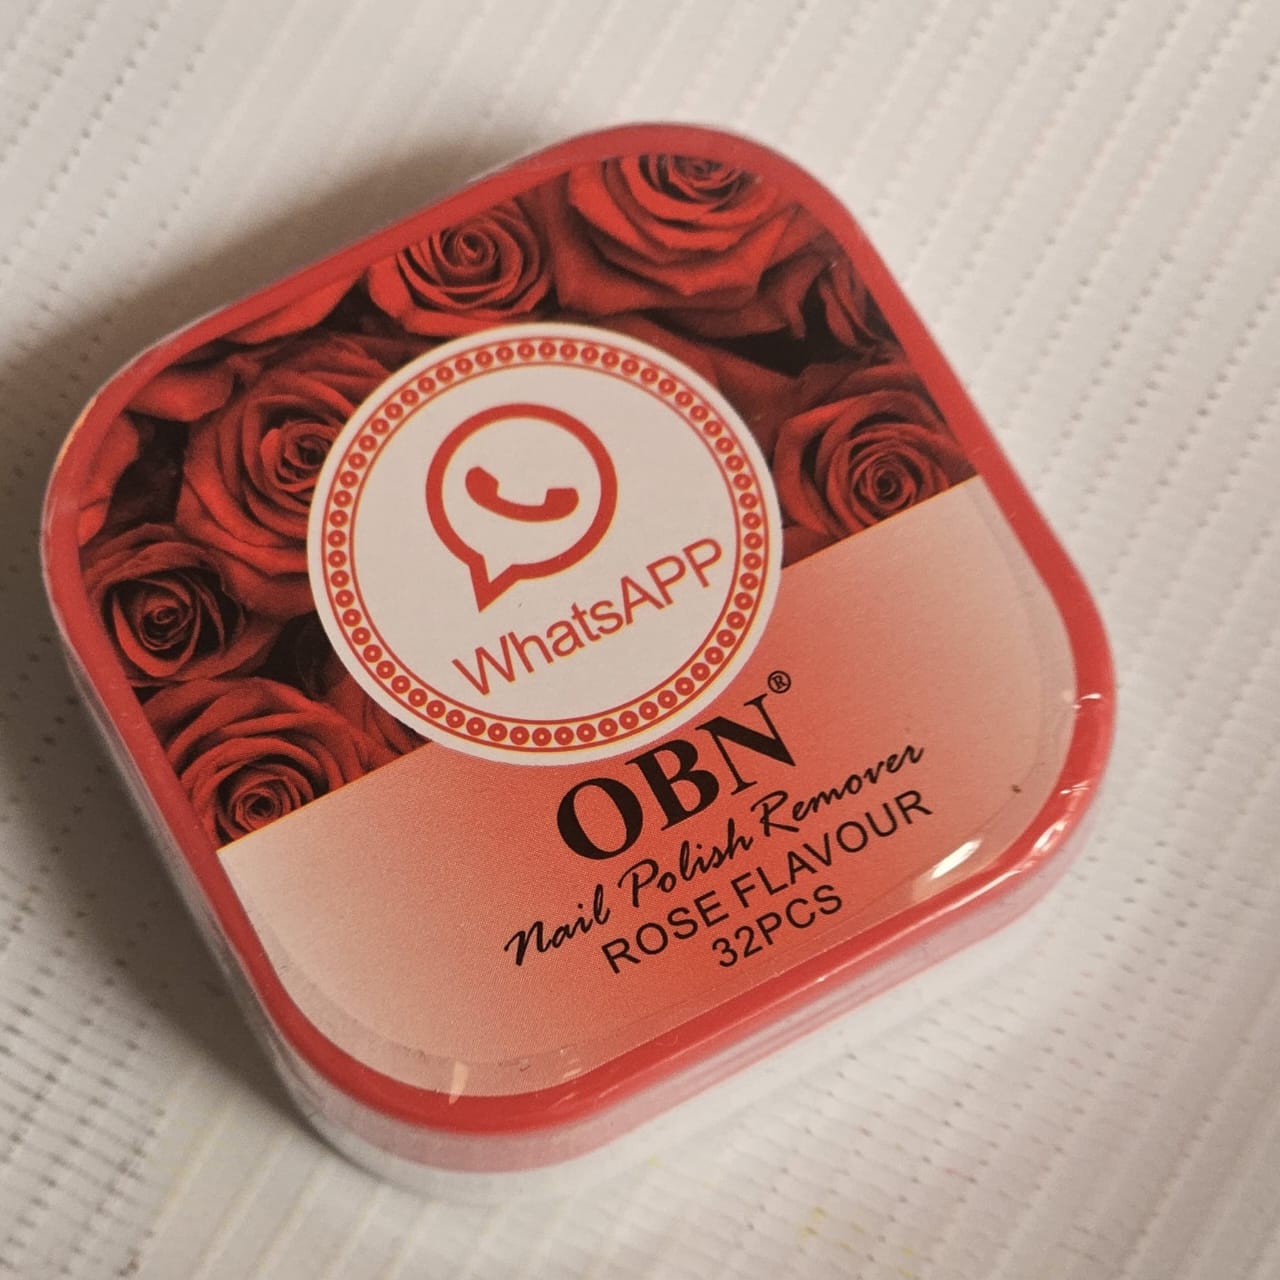 WhatsAPP
OBN®
Nail Polish Remover
ROSE FLAVOUR
32PCS